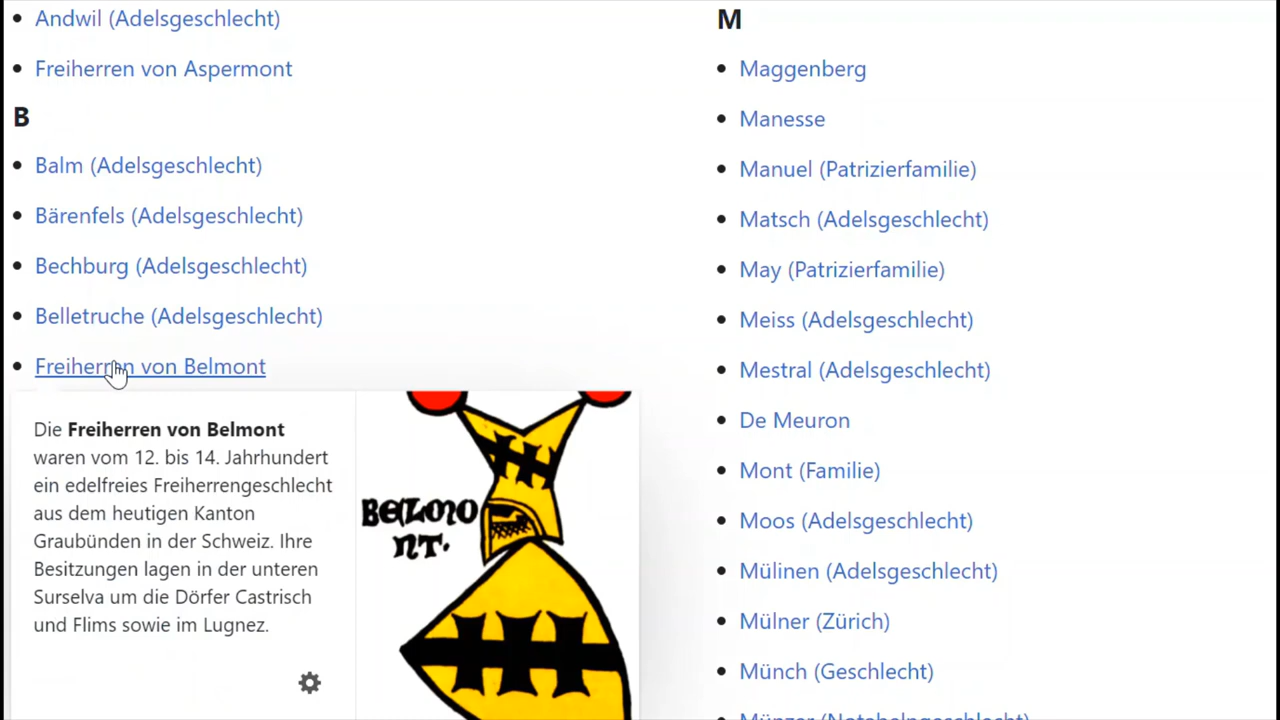 Andwil (Adelsgeschlecht)
Freiherren von Aspermont
B
Balm (Adelsgeschlecht)
Bärenfels (Adelsgeschlecht)
Bechburg (Adelsgeschlecht)
Belletruche (Adelsgeschlecht)
Freiherren von Belmont
Die Freiherren von Belmont
waren vom 12. bis 14. Jahrhundert
ein edelfreies Freiherrengeschlecht
aus dem heutigen Kanton
Graubünden in der Schweiz. Ihre
Besitzungen lagen in der unteren
Surselva um die Dörfer Castrisch
und Flims sowie im Lugnez.
BELMO
NT.
M
Maggenberg
Manesse
Manuel (Patrizierfamilie)
Matsch (Adelsgeschlecht)
May (Patrizierfamilie)
Meiss (Adelsgeschlecht)
Mestral (Adelsgeschlecht)
De Meuron
Mont (Familie)
Moos (Adelsgeschlecht)
Mülinen (Adelsgeschlecht)
Mülner (Zürich)
Münch (Geschlecht)
Münzer (Notabelngeschlecht)